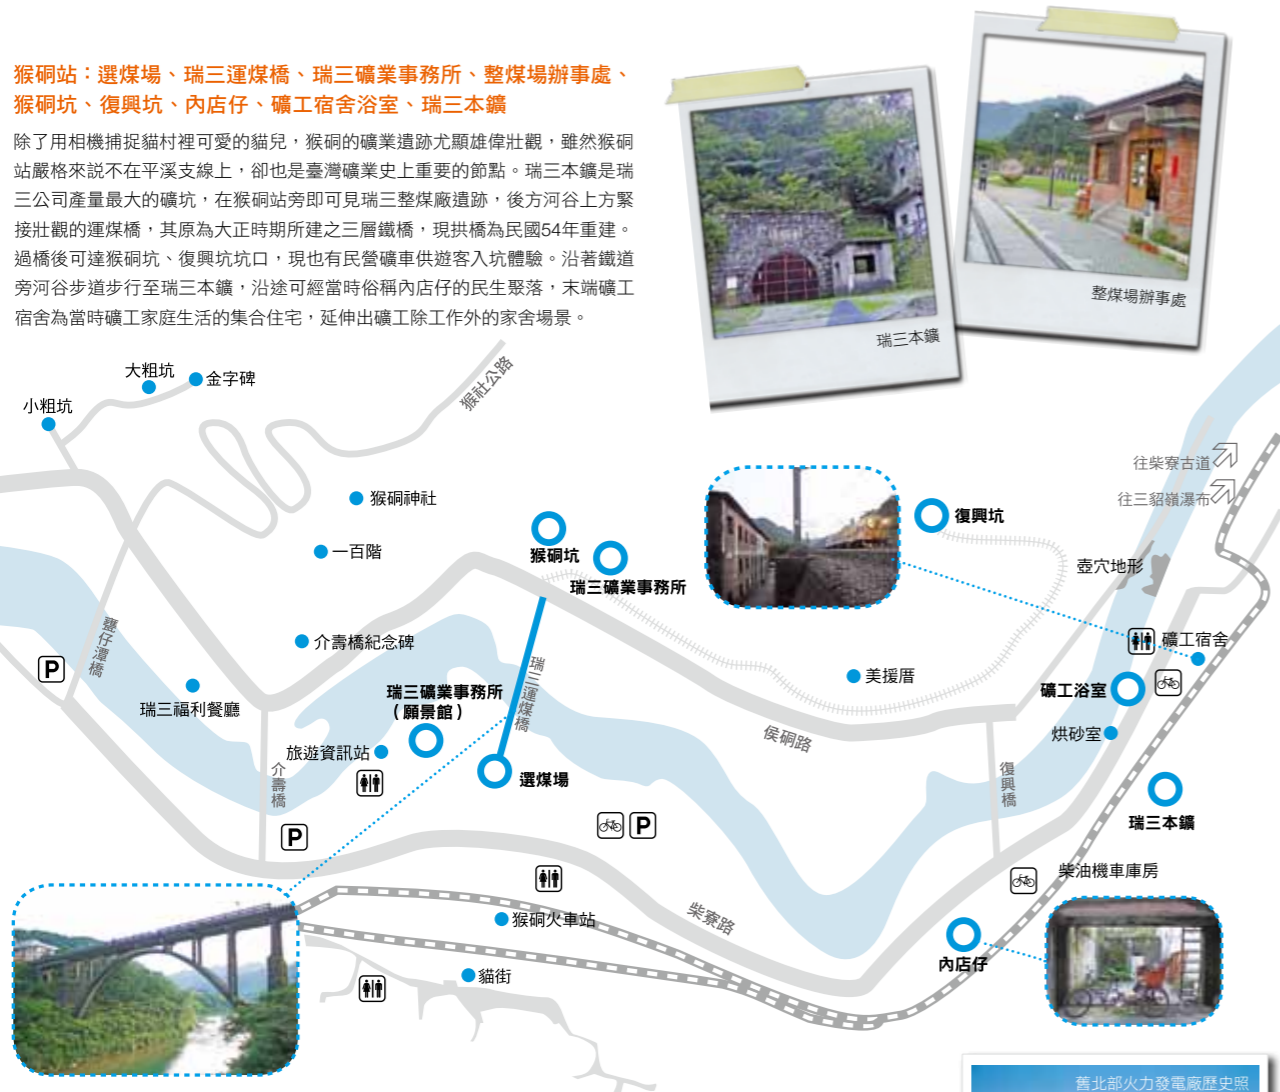 猴硐站：選煤場、瑞三運煤橋、瑞三礦業事務所、整煤場辦事處、
猴硐坑、復興坑、內店仔、礦工宿舍浴室、瑞三本鑛
除了用相機捕捉貓村裡可愛的貓兒，猴硐的礦業遺跡尤顯雄偉壯觀，雖然猴硐
站嚴格來說不在平溪支線上，卻也是臺灣礦業史上重要的節點。瑞三本鑛是瑞
三公司產量最大的礦坑，在猴硐站旁即可見瑞三整煤廠遺跡，後方河谷上方緊
接壯觀的運煤橋，其原為大正時期所建之三層鐵橋，現拱橋為民國54年重建。
過橋後可達猴硐坑、復興坑坑口，現也有民營礦車供遊客入坑體驗。沿著鐵道
旁河谷步道步行至瑞三本鑛，沿途可經當時俗稱內店仔的民生聚落，末端礦工
宿舍為當時礦工家庭生活的集合住宅，延伸出礦工除工作外的家舍場景。
瑞三本鑛
整煤場辦事處
大粗坑
金字碑
小粗坑
猴社公路
猴硐神社
一百階
介壽橋紀念碑
甕仔潭橋
P
瑞三福利餐廳
猴硐坑
瑞三礦業事務所
瑞三礦業事務所
（願景館）
瑞三運煤橋
旅遊資訊站
選煤場
介壽橋
P
P
往柴寮古道
往三貂嶺瀑布
復興坑
壺穴地形
礦工宿舍
美援厝
礦工浴室
烘砂室
侯硐路
復興橋
瑞三本鑛
柴油機車庫房
猴硐火車站
柴寮路
內店仔
貓街
舊北部火力發電廠歷史照